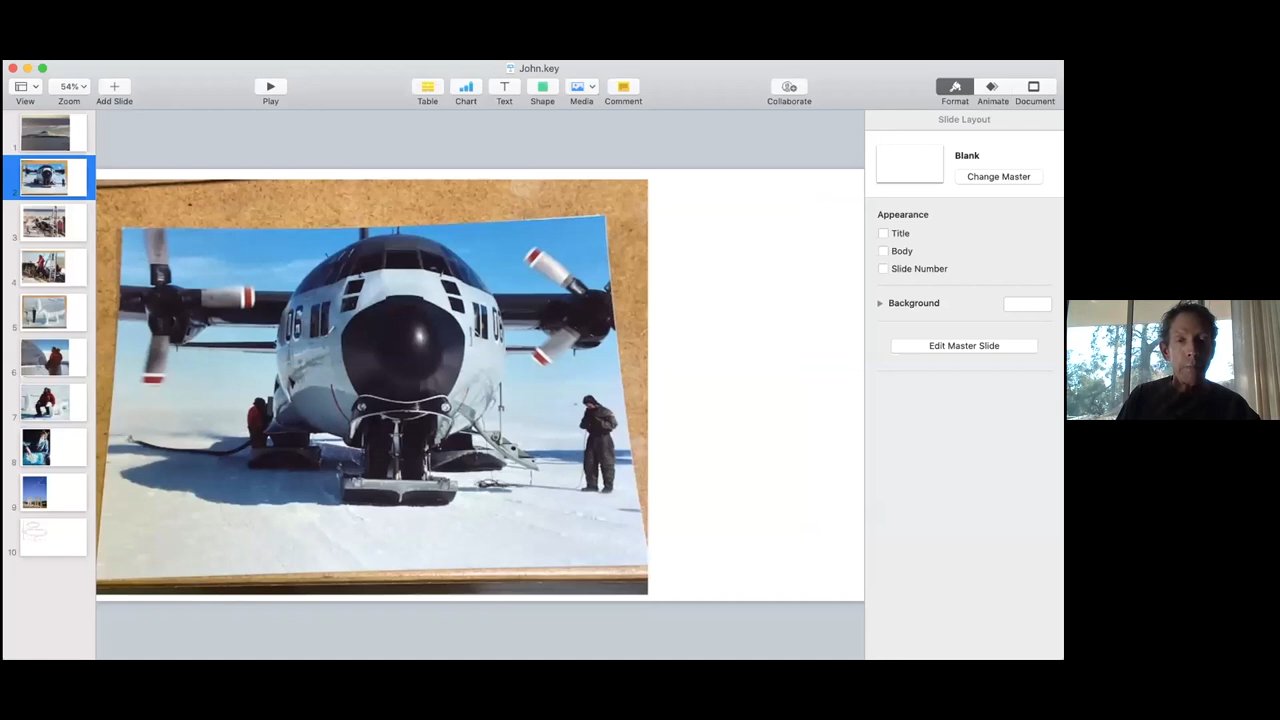 John.key
View
54%
Zoom
Add Slide
Play
Table
Chart
Text
Shape
Media
Comment
Collaborate
Format
Animate
Document
Slide Layout
Blank
Change Master
Appearance
Title
Body
Slide Number
Background
Edit Master Slide
1
2
3
4
5
6
7
8
9
10